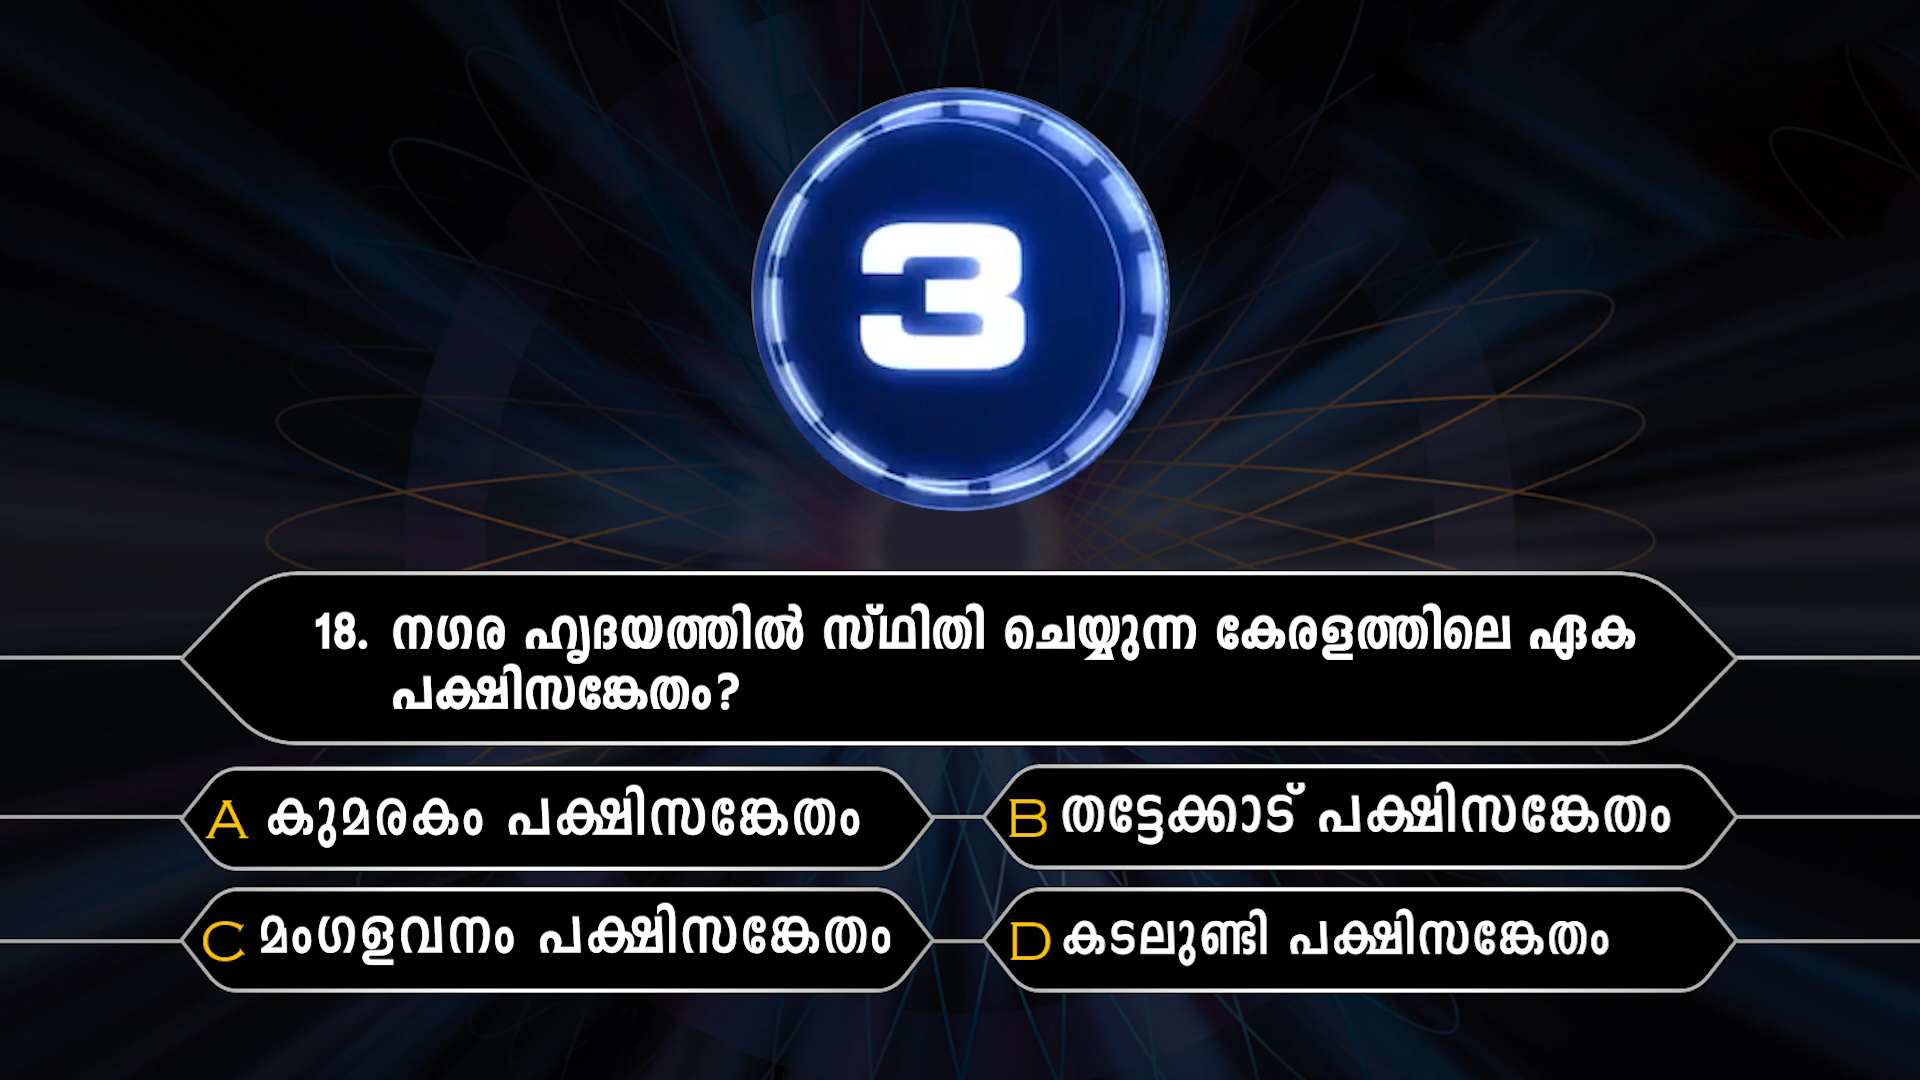 3
18. നഗര ഹൃദയത്തിൽ സ്ഥിതി ചെയ്യുന്ന കേരളത്തിലെ ഏക
പക്ഷിസങ്കേതം?
A കുമരകം പക്ഷിസങ്കേതം
B തട്ടേക്കാട് പക്ഷിസങ്കേതം
C മംഗളവനം പക്ഷിസങ്കേതം
D കടലുണ്ടി പക്ഷിസങ്കേതം